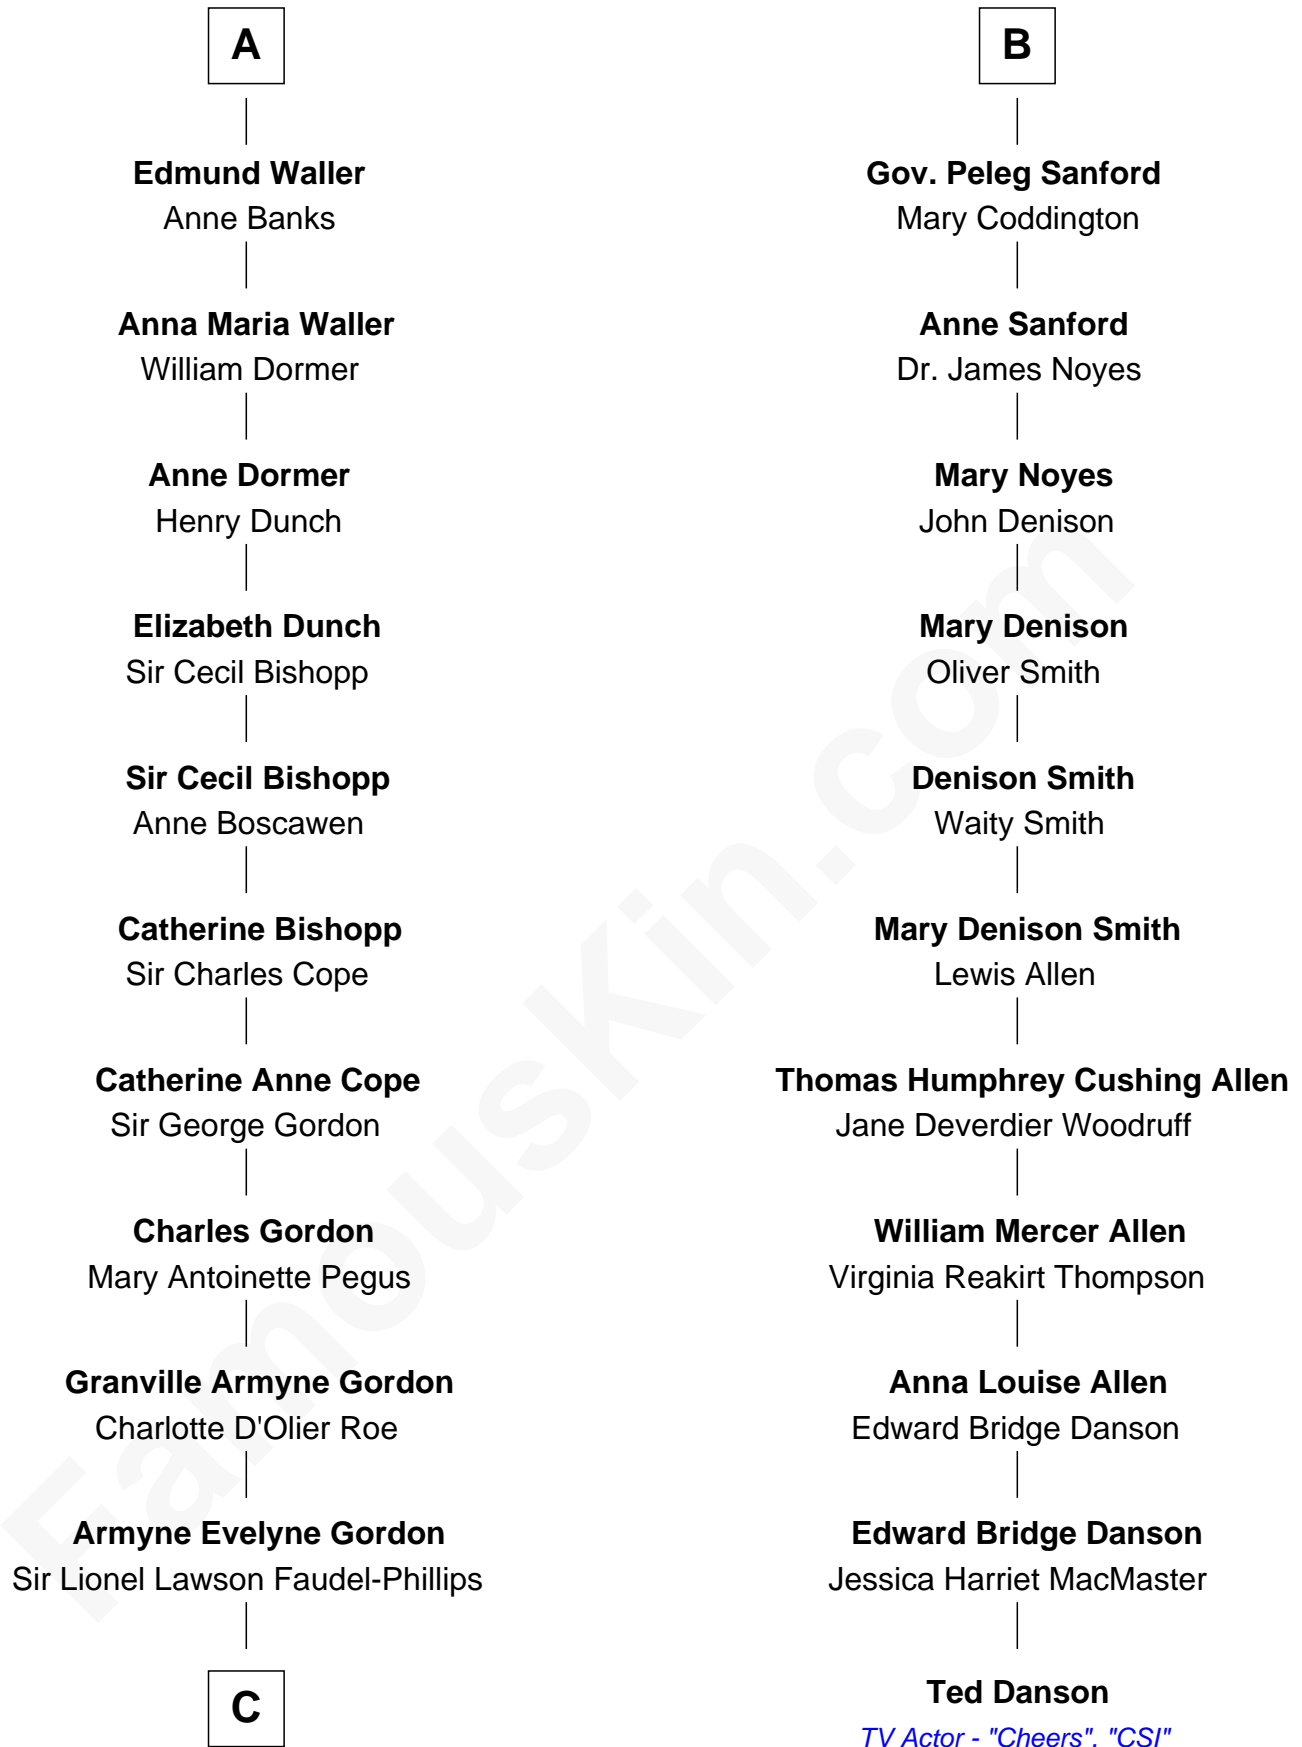 A
Edmund Waller
Anne Banks
Anna Maria Waller
William Dormer
Anne Dormer
Henry Dunch
Elizabeth Dunch
Sir Cecil Bishopp
Sir Cecil Bishopp
Anne Boscawen
Catherine Bishopp
Sir Charles Cope
Catherine Anne Cope
Sir George Gordon
Charles Gordon
Mary Antoinette Pegus
Granville Armyne Gordon
Charlotte D'Olier Roe
Armyne Evelyne Gordon
Sir Lionel Lawson Faudel-Phillips
C
B
Gov. Peleg Sanford
Mary Coddington
Anne Sanford
Dr. James Noyes
Mary Noyes
John Denison
Mary Denison
Oliver Smith
Denison Smith
Waity Smith
Mary Denison Smith
Lewis Allen
Thomas Humphrey Cushing Allen
Jane Deverdier Woodruff
William Mercer Allen
Virginia Reakirt Thompson
Anna Louise Allen
Edward Bridge Danson
Edward Bridge Danson
Jessica Harriet MacMaster
Ted Danson
TV Actor - "Cheers", "CSI"
FamousKin.com